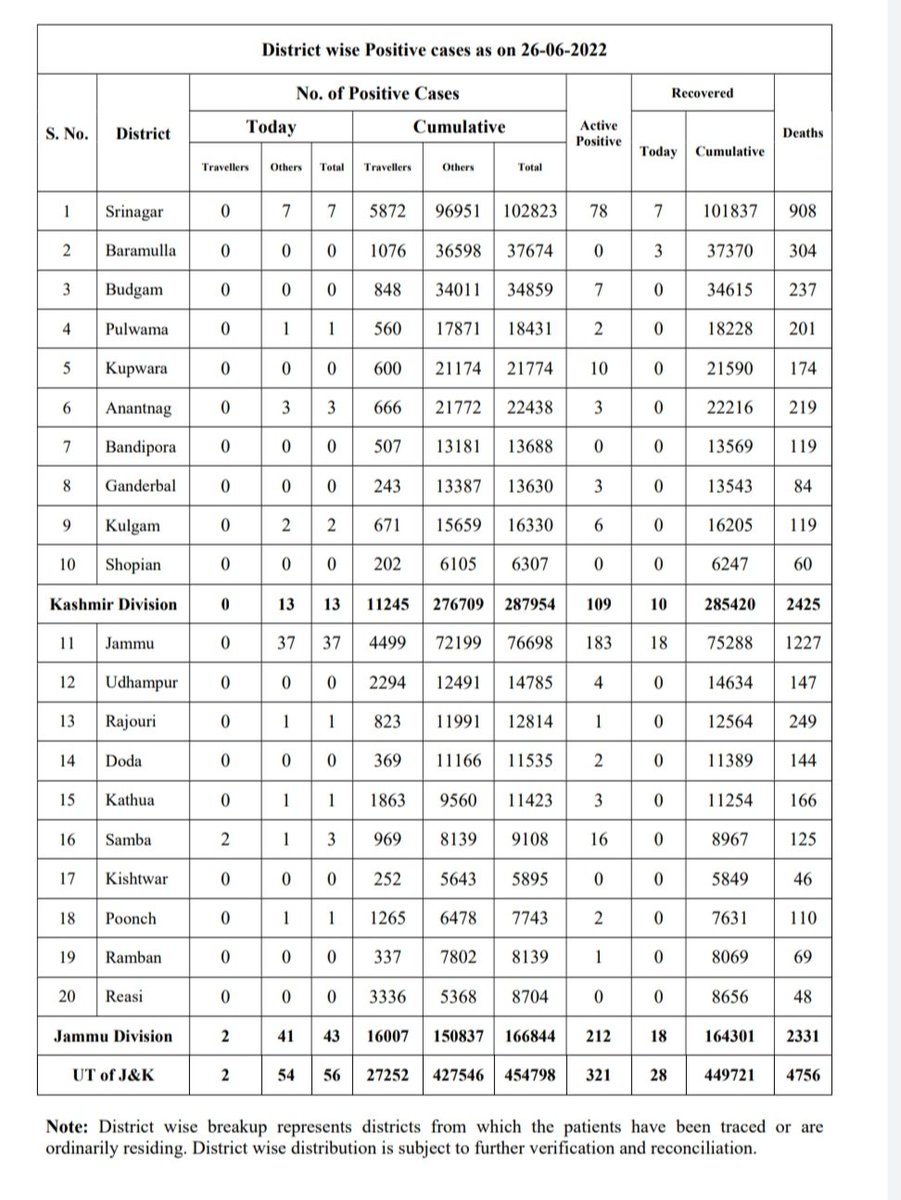 District wise Positive cases as on 26-06-2022
S. No. District No. of Positive Cases Active Positive Recovered Deaths
Today Cumulative Today Cumulative
Travellers Others Total Travellers Others Total
1 Srinagar 0 7 7 5872 96951 102823 78 7 101837 908
2 Baramulla 0 0 0 1076 36598 37674 0 3 37370 304
3 Budgam 0 0 0 848 34011 34859 7 0 34615 237
4 Pulwama 0 1 1 560 17871 18431 2 0 18228 201
5 Kupwara 0 0 0 600 21174 21774 10 0 21590 174
6 Anantnag 0 3 3 666 21772 22438 3 0 22216 219
7 Bandipora 0 0 0 507 13181 13688 0 0 13569 119
8 Ganderbal 0 0 0 243 13387 13630 3 0 13543 84
9 Kulgam 0 2 2 671 15659 16330 6 0 16205 119
10 Shopian 0 0 0 202 6105 6307 0 0 6247 60
Kashmir Division 0 13 13 11245 276709 287954 109 10 285420 2425
11 Jammu 0 37 37 4499 72199 76698 183 18 75288 1227
12 Udhampur 0 0 0 2294 12491 14785 4 0 14634 147
13 Rajouri 0 1 1 823 11991 12814 1 0 12564 249
14 Doda 0 0 0 369 11166 11535 2 0 11389 144
15 Kathua 0 1 1 1863 9560 11423 3 0 11254 166
16 Samba 2 1 3 969 8139 9108 16 0 8967 125
17 Kishtwar 0 0 0 252 5643 5895 0 0 5849 46
18 Poonch 0 1 1 1265 6478 7743 2 0 7631 110
19 Ramban 0 0 0 337 7802 8139 1 0 8069 69
20 Reasi 0 0 0 3336 5368 8704 0 0 8656 48
Jammu Division 2 41 43 16007 150837 166844 212 18 164301 2331
UT of J&K 2 54 56 27252 427546 454798 321 28 449721 4756
Note: District wise breakup represents districts from which the patients have been traced or are
ordinarily residing. District wise distribution is subject to further verification and reconciliation.